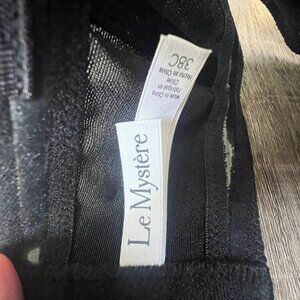 Le Mystère
38C
Made in China
Fabriqué en
Chine
Hecho en China